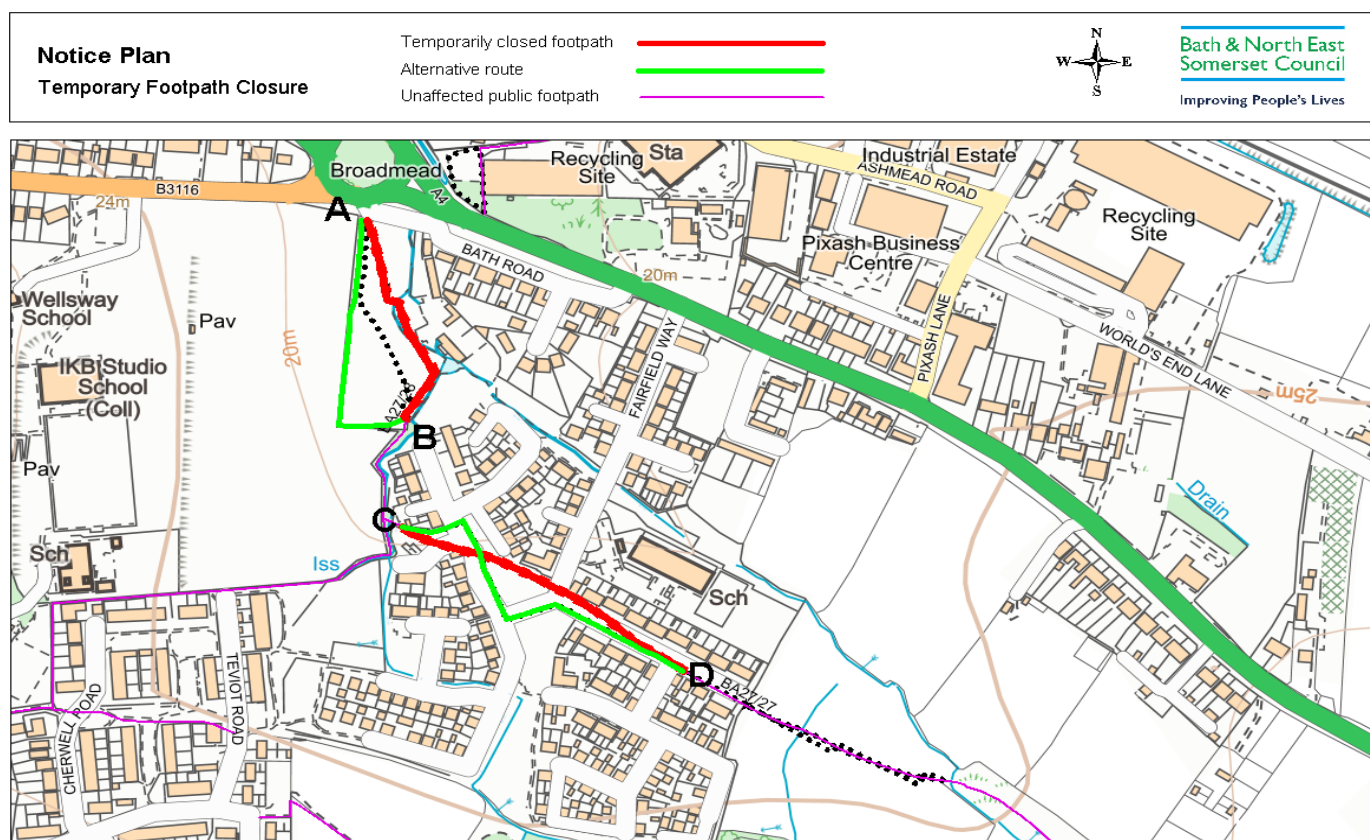 Notice Plan
Temporary Footpath Closure
Temporarily closed footpath
Alternative route
Unaffected public footpath
N
W
E
S
Bath & North East
Somerset Council
Improving People's Lives
B3116
24m
Broadmead
A4
Recycling
Site
Sta
Industrial Estate
ASHMEAD ROAD
Recycling
Site
A
BATH ROAD
20m
Pixash Business
Centre
Wellsway
School
Pav
20m
IKB Studio
School
(Coll)
FAIRFIELD WAY
PIXASH LANE
WORLD'S END LANE
25m
B
Pav
Drain
C
Sch
Iss
Sch
D
BA27/27
CHERWELL ROAD
TEVIOT ROAD